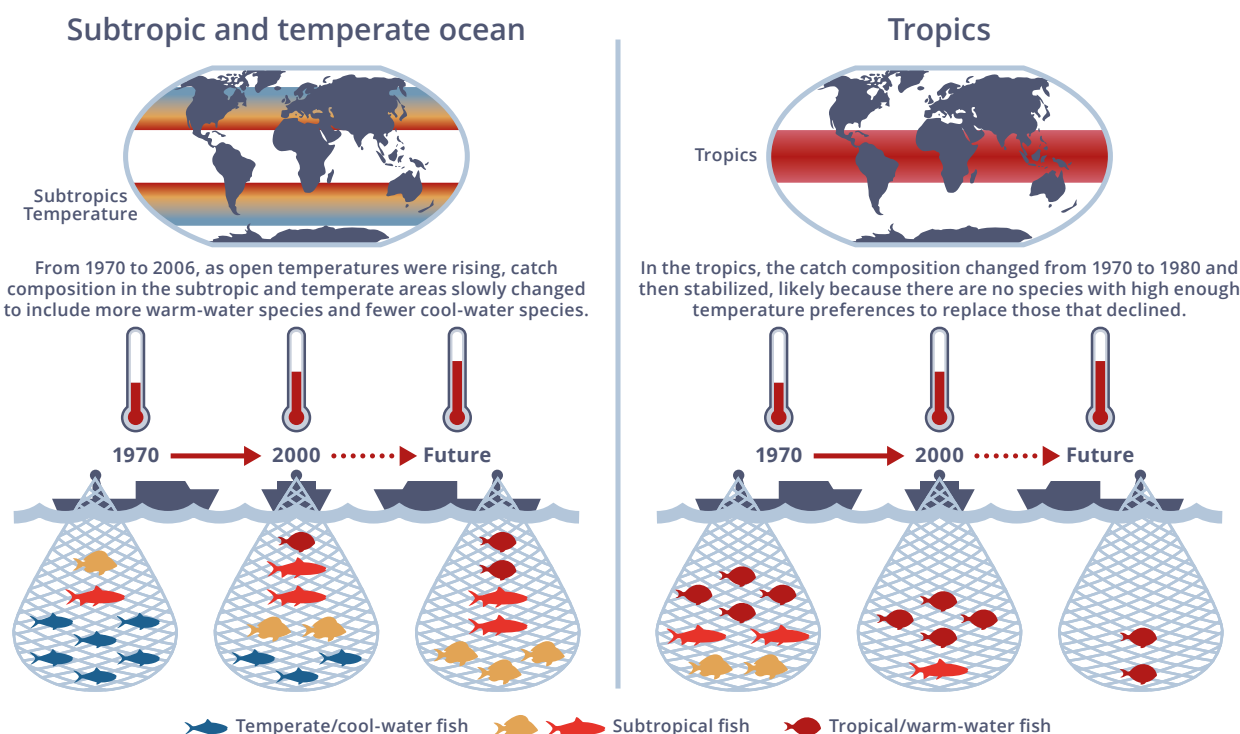 Subtropic and temperate ocean
Subtropics
Temperature
From 1970 to 2006, as open temperatures were rising, catch
composition in the subtropic and temperate areas slowly changed
to include more warm-water species and fewer cool-water species.
1970
2000
Future
Tropics
Tropics
In the tropics, the catch composition changed from 1970 to 1980 and
then stabilized, likely because there are no species with high enough
temperature preferences to replace those that declined.
1970
2000
Future
Temperate/cool-water fish
Subtropical fish
Tropical/warm-water fish